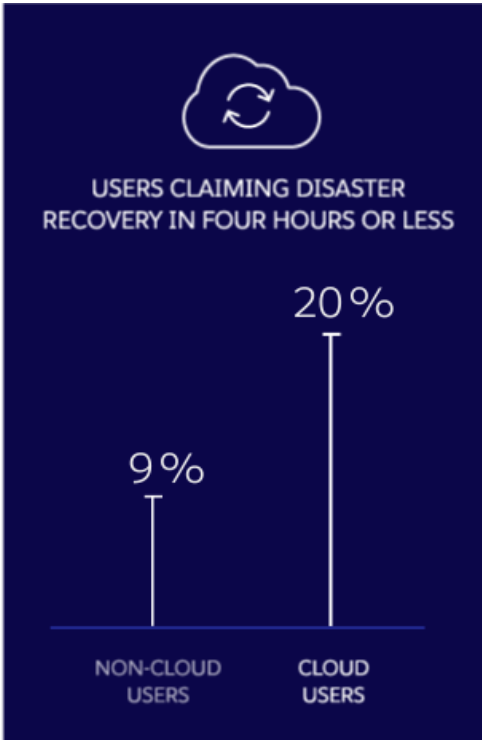 USERS CLAIMING DISASTER
RECOVERY IN FOUR HOURS OR LESS
20%
9%
NON-CLOUD
USERS
CLOUD
USERS